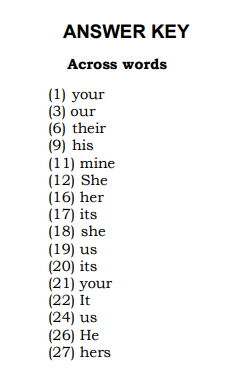 ANSWER KEY
Across words
(1) your
(3) our
(6) their
(9) his
(11) mine
(12) She
(16) her
(17) its
(18) she
(19) us
(20) its
(21) your
(22) It
(24) us
(26) He
(27) hers